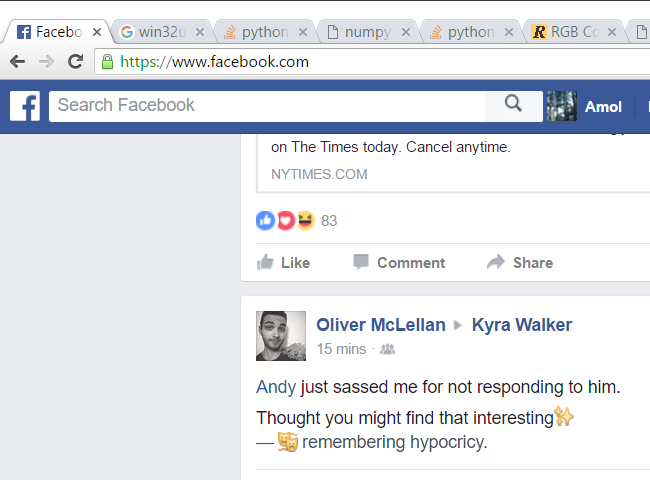 Facebo
win32u
python
numpy.
python
RGB Co
https://www.facebook.com
Search Facebook
Amol
on The Times today. Cancel anytime.
NYTIMES.COM
83
Like Comment Share
Oliver McLellan Kyra Walker
15 mins ·
Andy just sassed me for not responding to him.
Thought you might find that interesting✨
— 🎭 remembering hypocricy.